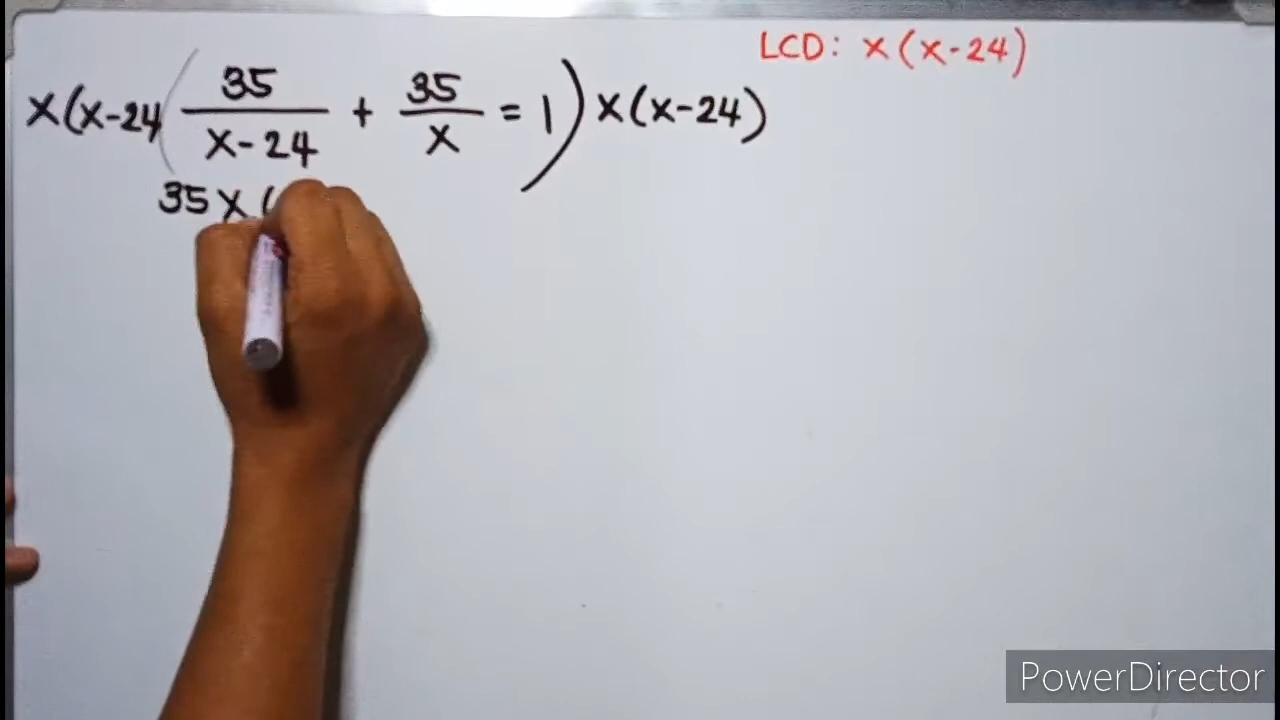 LCD: x(x-24)
x(x-24(35/(x-24) + 35/x = 1)x(x-24)
35x(
PowerDirector